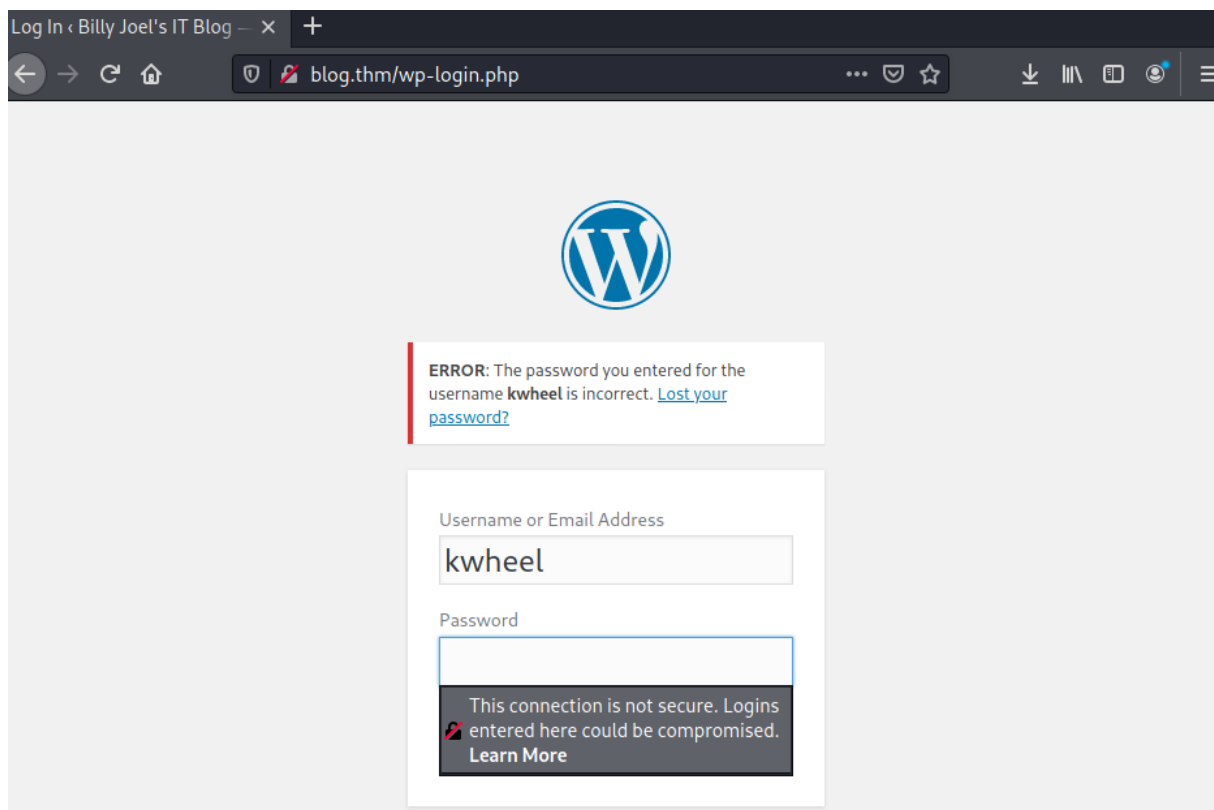 Log In ‹ Billy Joel's IT Blog —
blog.thm/wp-login.php
ERROR: The password you entered for the
username kwheel is incorrect. Lost your
password?
Username or Email Address
kwheel
Password
This connection is not secure. Logins
entered here could be compromised.
Learn More